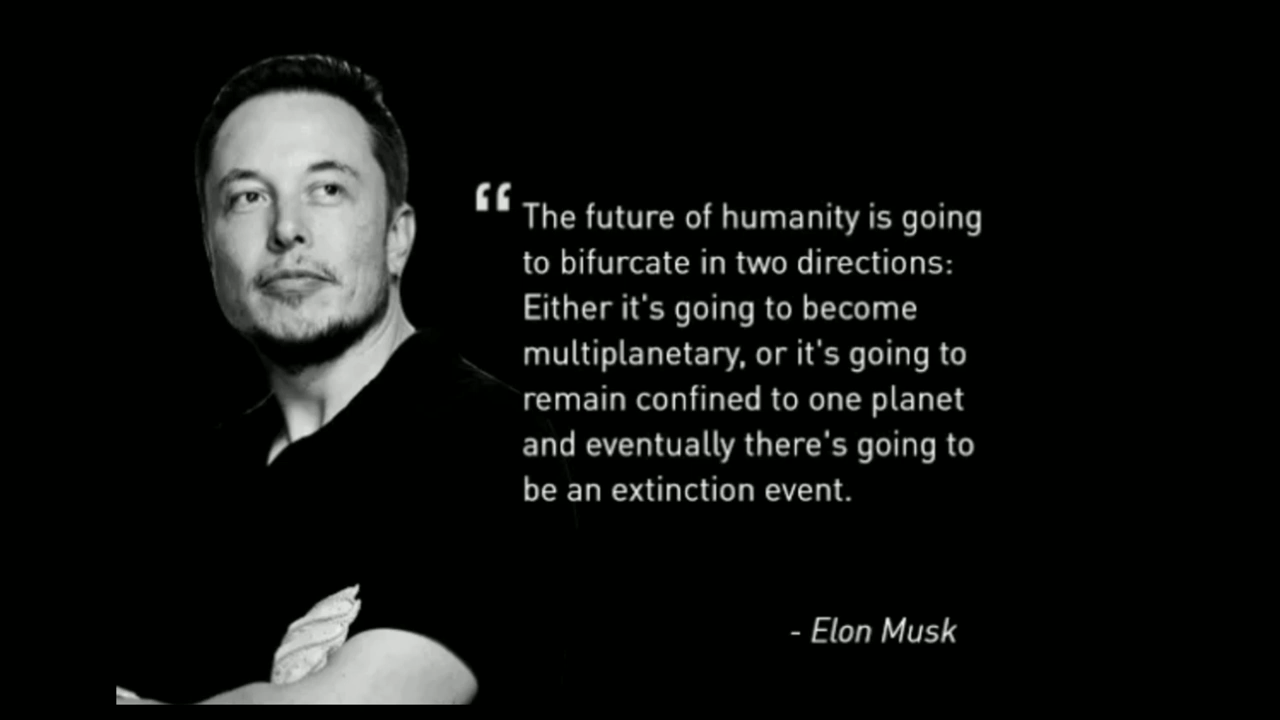 “The future of humanity is going
to bifurcate in two directions:
Either it's going to become
multiplanetary, or it's going to
remain confined to one planet
and eventually there's going to
be an extinction event.
- Elon Musk